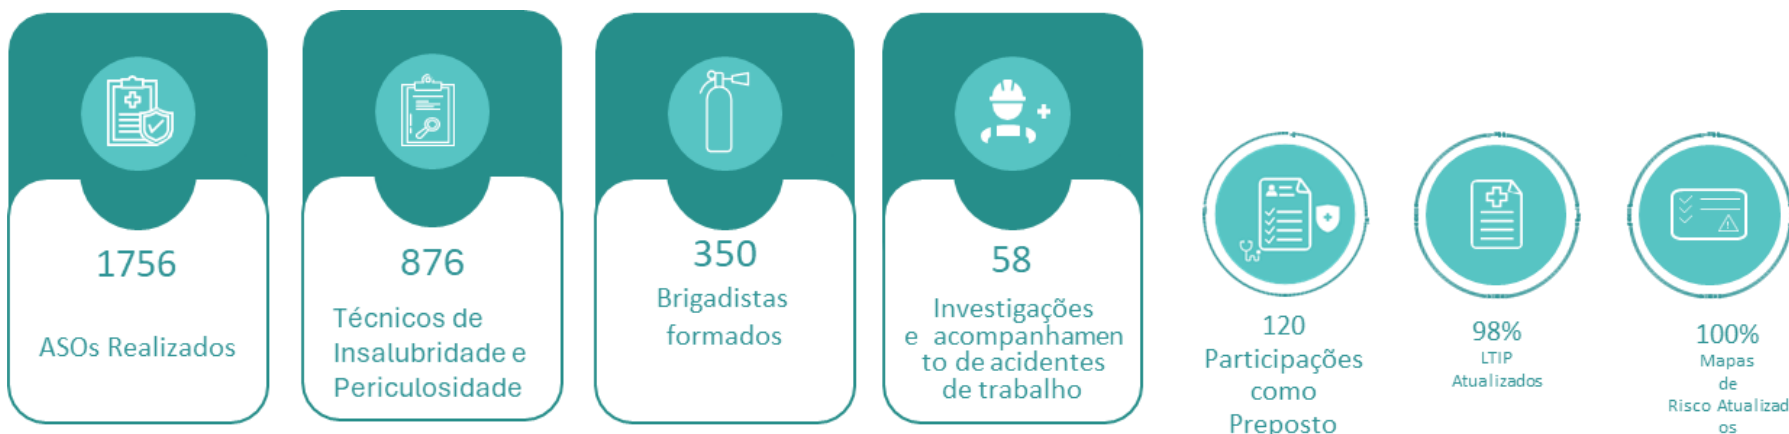 1756
ASOs Realizados
876
Técnicos de
Insalubridade e
Periculosidade
350
Brigadistas
formados
58
Investigações
e acompanhamen
to de acidentes
de trabalho
120
Participações
como
Preposto
98%
LTIP
Atualizados
100%
Mapas
de
Risco Atualizad
os